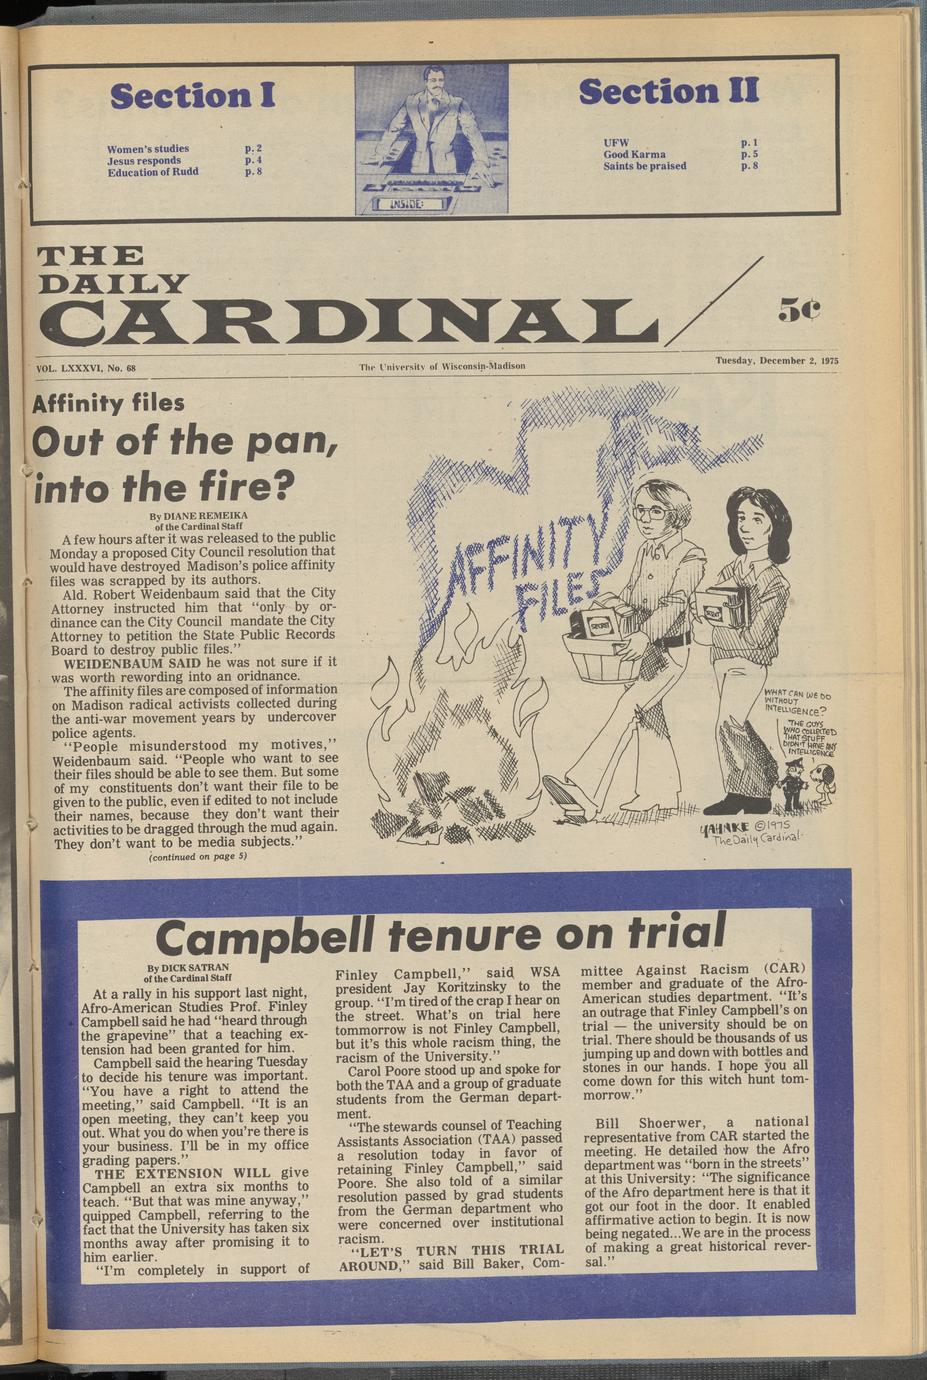 Section I
Women's studies p. 2
Jesus responds p. 4
Education of Rudd p. 8
INSIDE:
Section II
UFW p. 1
Good Karma p. 5
Saints be praised p. 8
THE
DAILY
CARDINAL
5¢
VOL. LXXXVI, No. 68
The University of Wisconsin-Madison
Tuesday, December 2, 1975
Affinity files
Out of the pan,
into the fire?
By DIANE REMEIKA
of the Cardinal Staff
A few hours after it was released to the public
Monday a proposed City Council resolution that
would have destroyed Madison's police affinity
files was scrapped by its authors.
Ald. Robert Weidenbaum said that the City
Attorney instructed him that "only by or-
dinance can the City Council mandate the City
Attorney to petition the State Public Records
Board to destroy public files."
WEIDENBAUM SAID he was not sure if it
was worth rewording into an oridnance.
The affinity files are composed of information
on Madison radical activists collected during
the anti-war movement years by undercover
police agents.
"People misunderstood my motives,"
Weidenbaum said. "People who want to see
their files should be able to see them. But some
of my constituents don't want their file to be
given to the public, even if edited to not include
their names, because they don't want their
activities to be dragged through the mud again.
They don't want to be media subjects."
(continued on page 5)
AFFINITY
FILES
SECRET
SECRET
WHAT CAN WE DO
WITHOUT
INTELLIGENCE?
THE GUYS
WHO COLLECTED
THAT STUFF
DIDN'T HAVE ANY
INTELLIGENCE
YAHNKE ©1975
The Daily Cardinal
Campbell tenure on trial
By DICK SATRAN
of the Cardinal Staff
At a rally in his support last night,
Afro-American Studies Prof. Finley
Campbell said he had "heard through
the grapevine" that a teaching ex-
tension had been granted for him.
Campbell said the hearing Tuesday
to decide his tenure was important.
"You have a right to attend the
meeting," said Campbell. "It is an
open meeting, they can't keep you
out. What you do when you're there is
your business. I'll be in my office
grading papers."
THE EXTENSION WILL give
Campbell an extra six months to
teach. "But that was mine anyway,"
quipped Campbell, referring to the
fact that the University has taken six
months away after promising it to
him earlier.
"I'm completely in support of
Finley Campbell," said WSA
president Jay Koritzinsky to the
group. "I'm tired of the crap I hear on
the street. What's on trial here
tommorrow is not Finley Campbell,
but it's this whole racism thing, the
racism of the University."
Carol Poore stood up and spoke for
both the TAA and a group of graduate
students from the German depart-
ment.
"The stewards counsel of Teaching
Assistants Association (TAA) passed
a resolution today in favor of
retaining Finley Campbell," said
Poore. She also told of a similar
resolution passed by grad students
from the German department who
were concerned over institutional
racism.
"LET'S TURN THIS TRIAL
AROUND," said Bill Baker, Com-
mittee Against Racism (CAR)
member and graduate of the Afro-
American studies department. "It's
an outrage that Finley Campbell's on
trial — the university should be on
trial. There should be thousands of us
jumping up and down with bottles and
stones in our hands. I hope you all
come down for this witch hunt tom-
morrow."
Bill Shoerwer, a national
representative from CAR started the
meeting. He detailed how the Afro
department was "born in the streets"
at this University: "The significance
of the Afro department here is that it
got our foot in the door. It enabled
affirmative action to begin. It is now
being negated...We are in the process
of making a great historical rever-
sal."